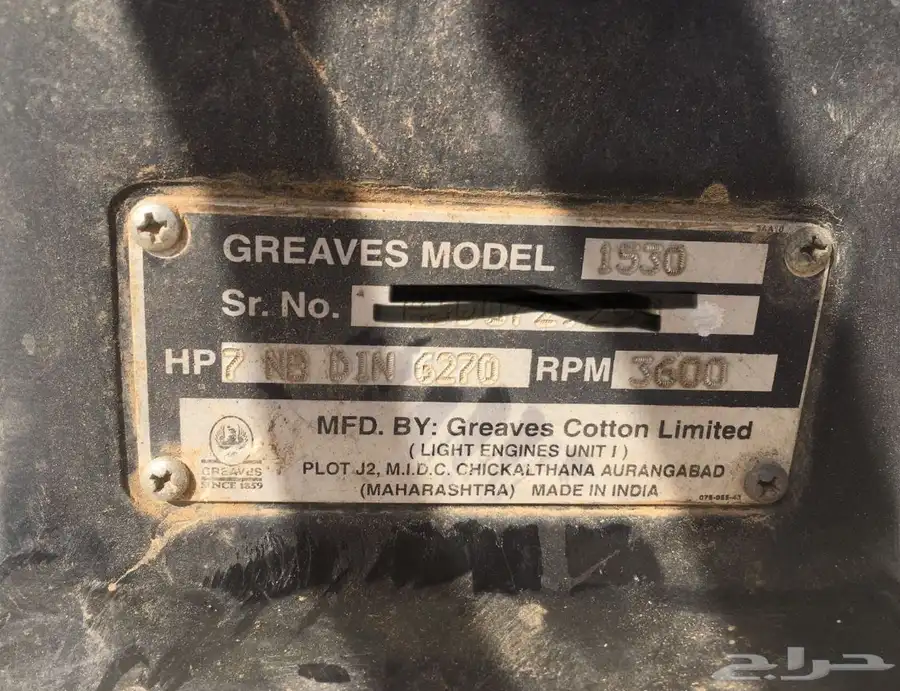 GREAVES MODEL 1530
Sr. No.
HP 7 NB DIN 6270 RPM 3600
MFD. BY: Greaves Cotton Limited
( LIGHT ENGINES UNIT I )
PLOT J2, M.I.D.C. CHICKALTHANA AURANGABAD
(MAHARASHTRA) MADE IN INDIA
GREAVES
SINCE 1859
حراج